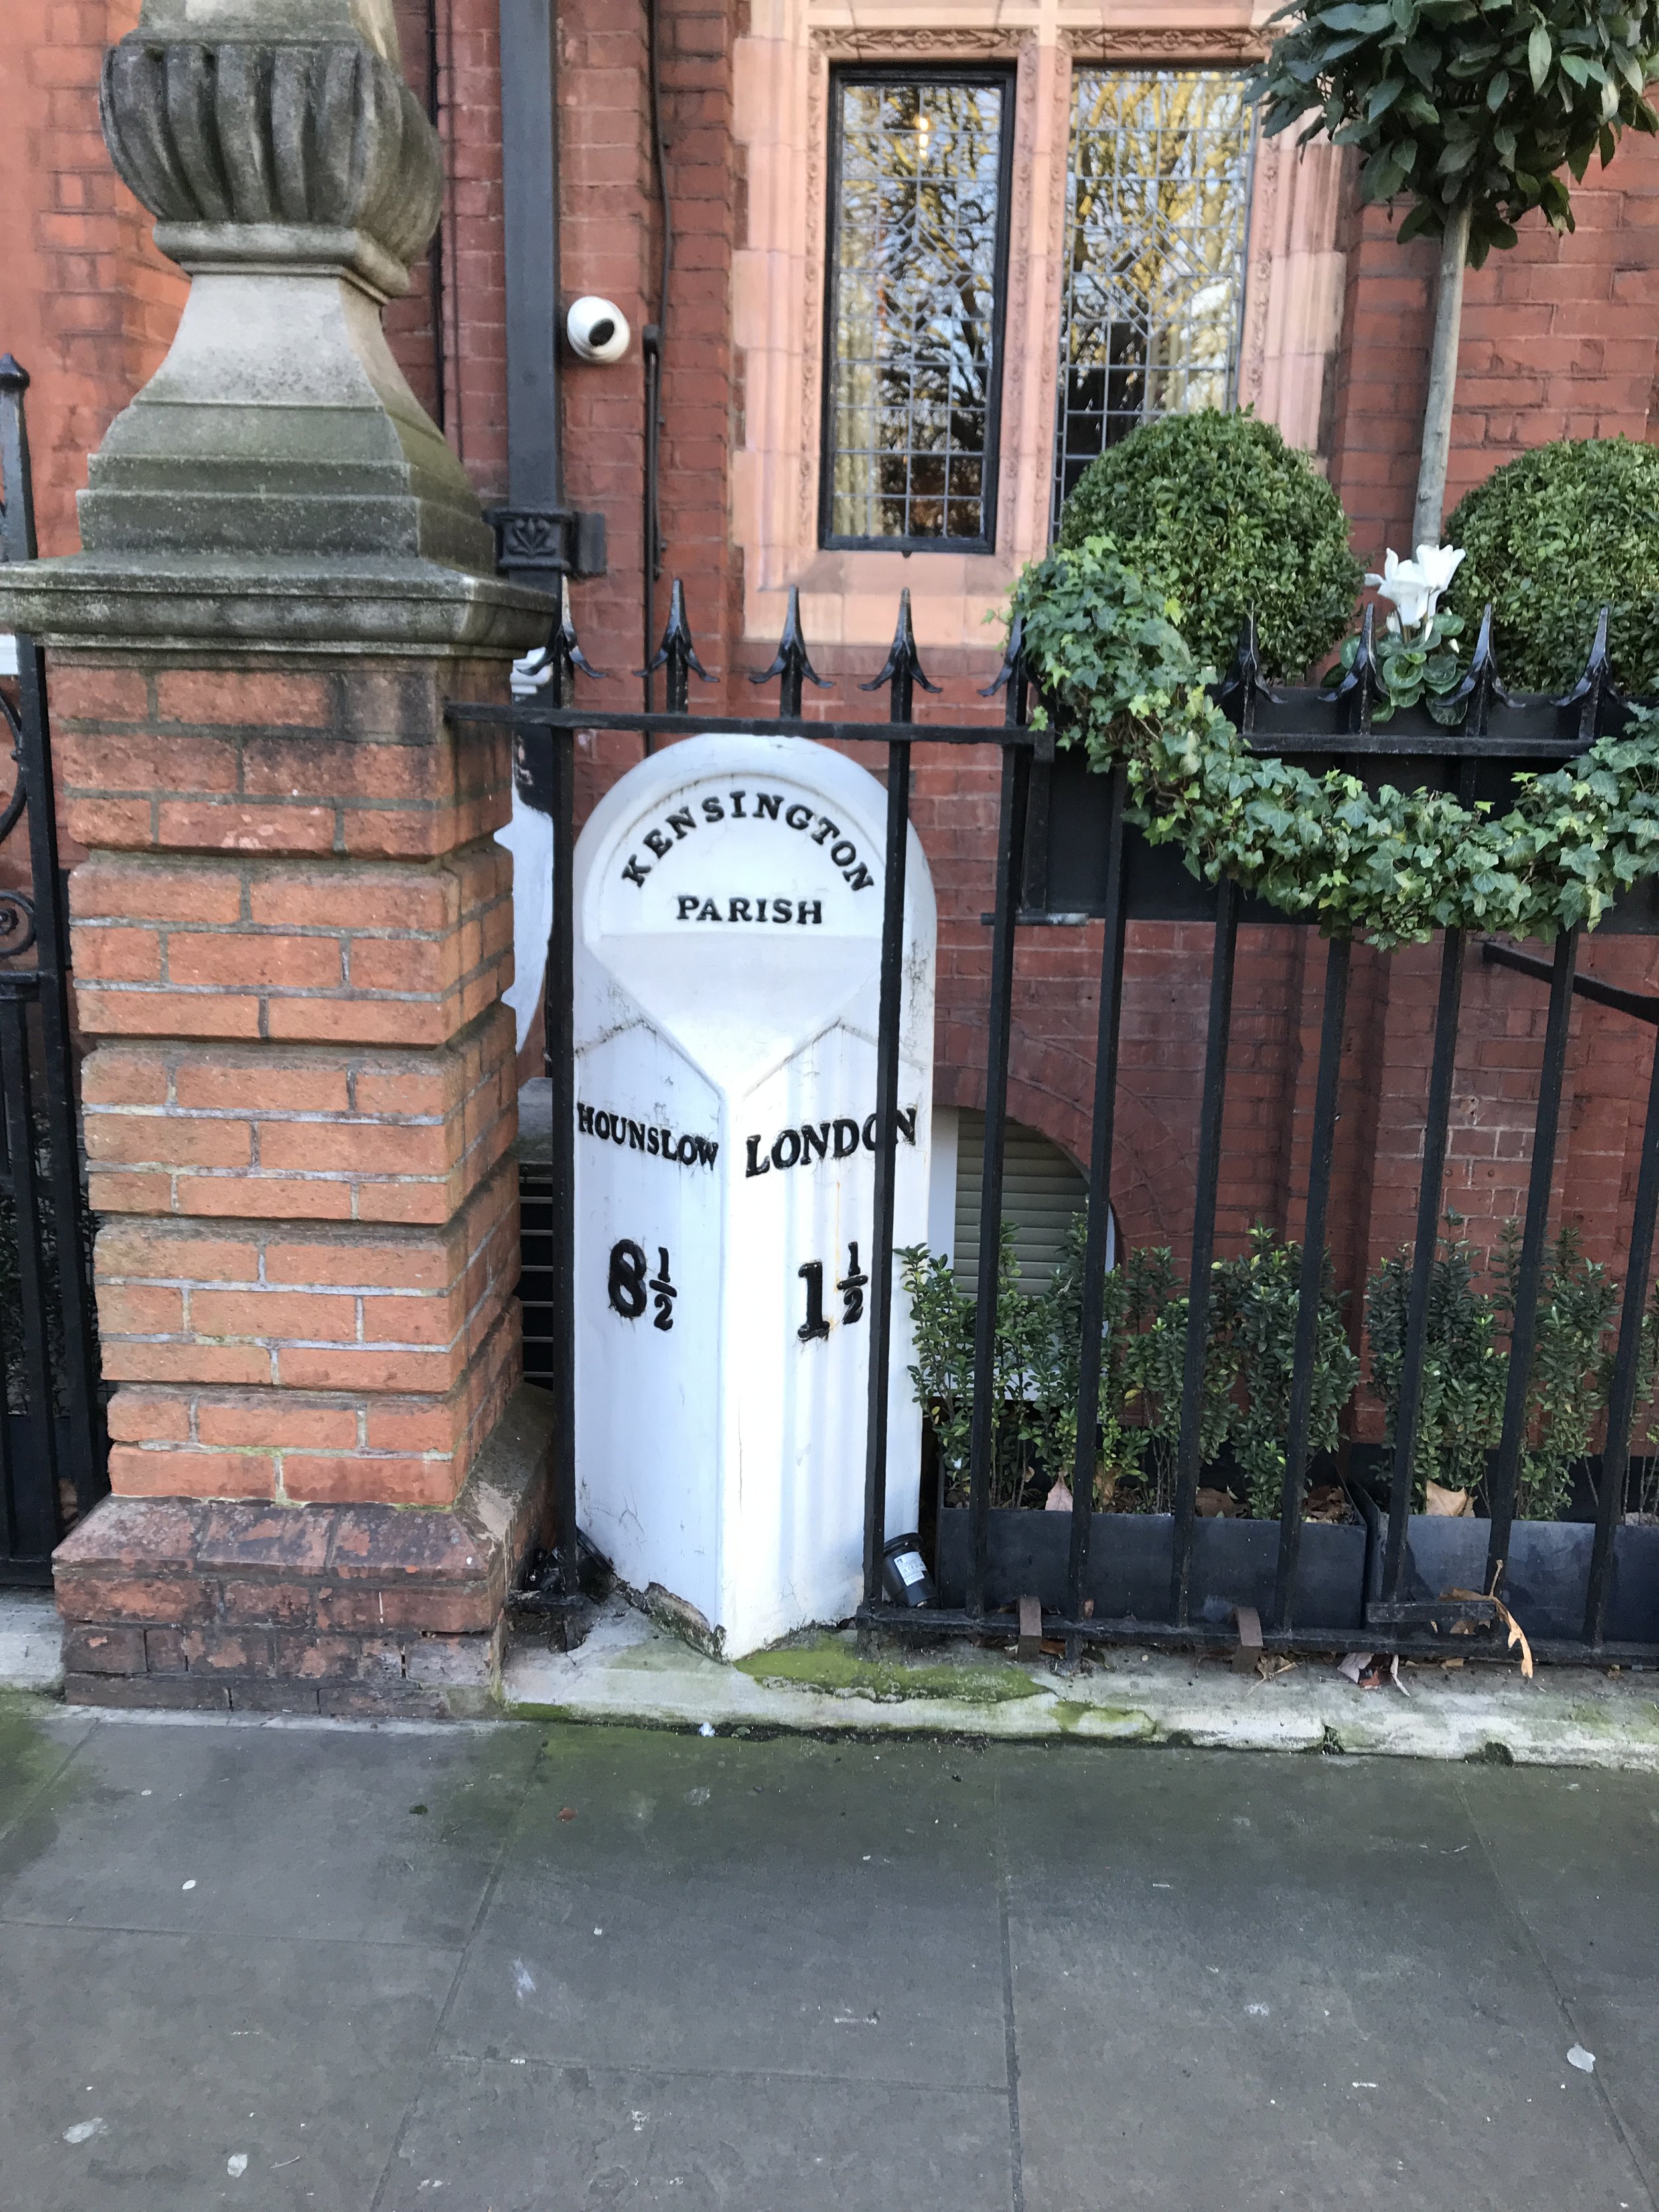 KENSINGTON
PARISH
HOUNSLOW
8½
LONDON
1½